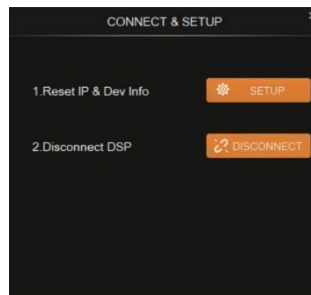 CONNECT & SETUP
1.Reset IP & Dev Info
SETUP
2.Disconnect DSP
DISCONNECT